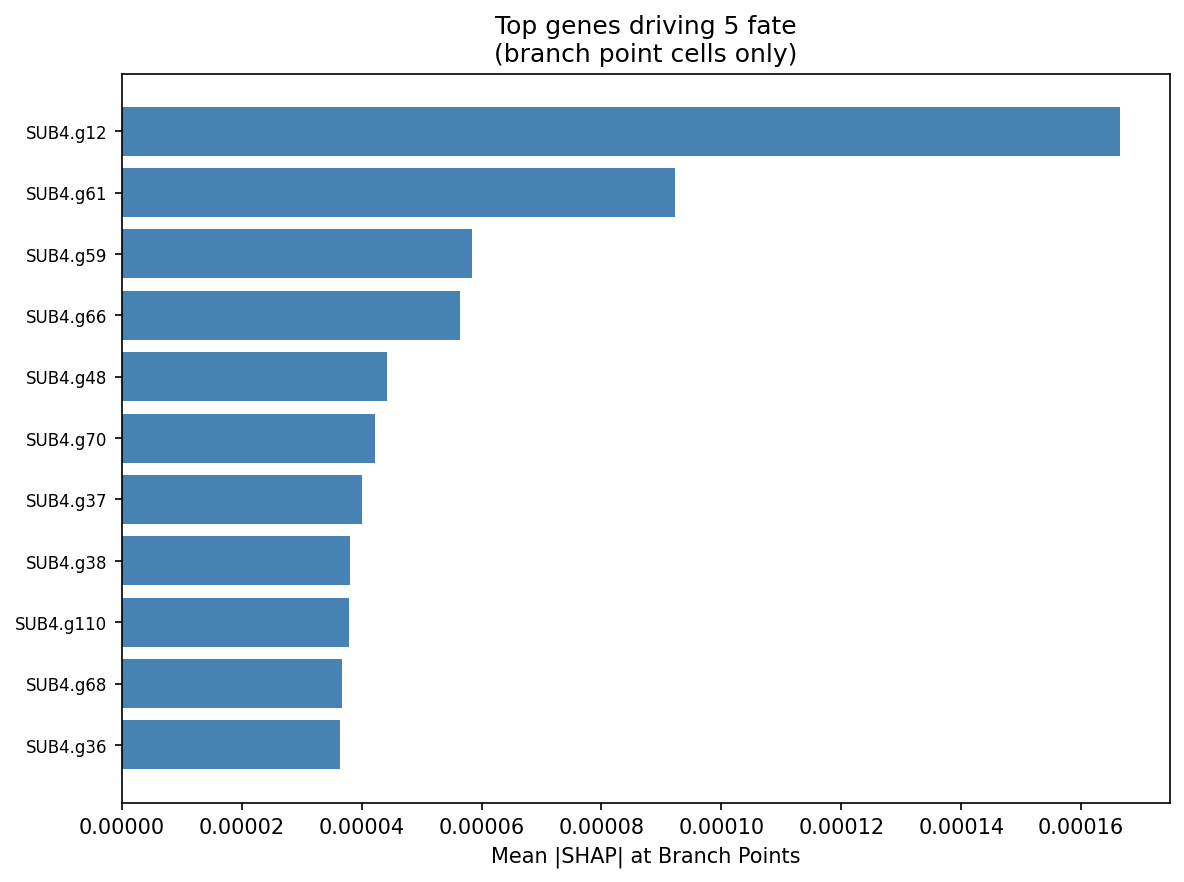 Top genes driving 5 fate
(branch point cells only)
SUB4.g12
SUB4.g61
SUB4.g59
SUB4.g66
SUB4.g48
SUB4.g70
SUB4.g37
SUB4.g38
SUB4.g110
SUB4.g68
SUB4.g36
0.00000 0.00002 0.00004 0.00006 0.00008 0.00010 0.00012 0.00014 0.00016
Mean |SHAP| at Branch Points